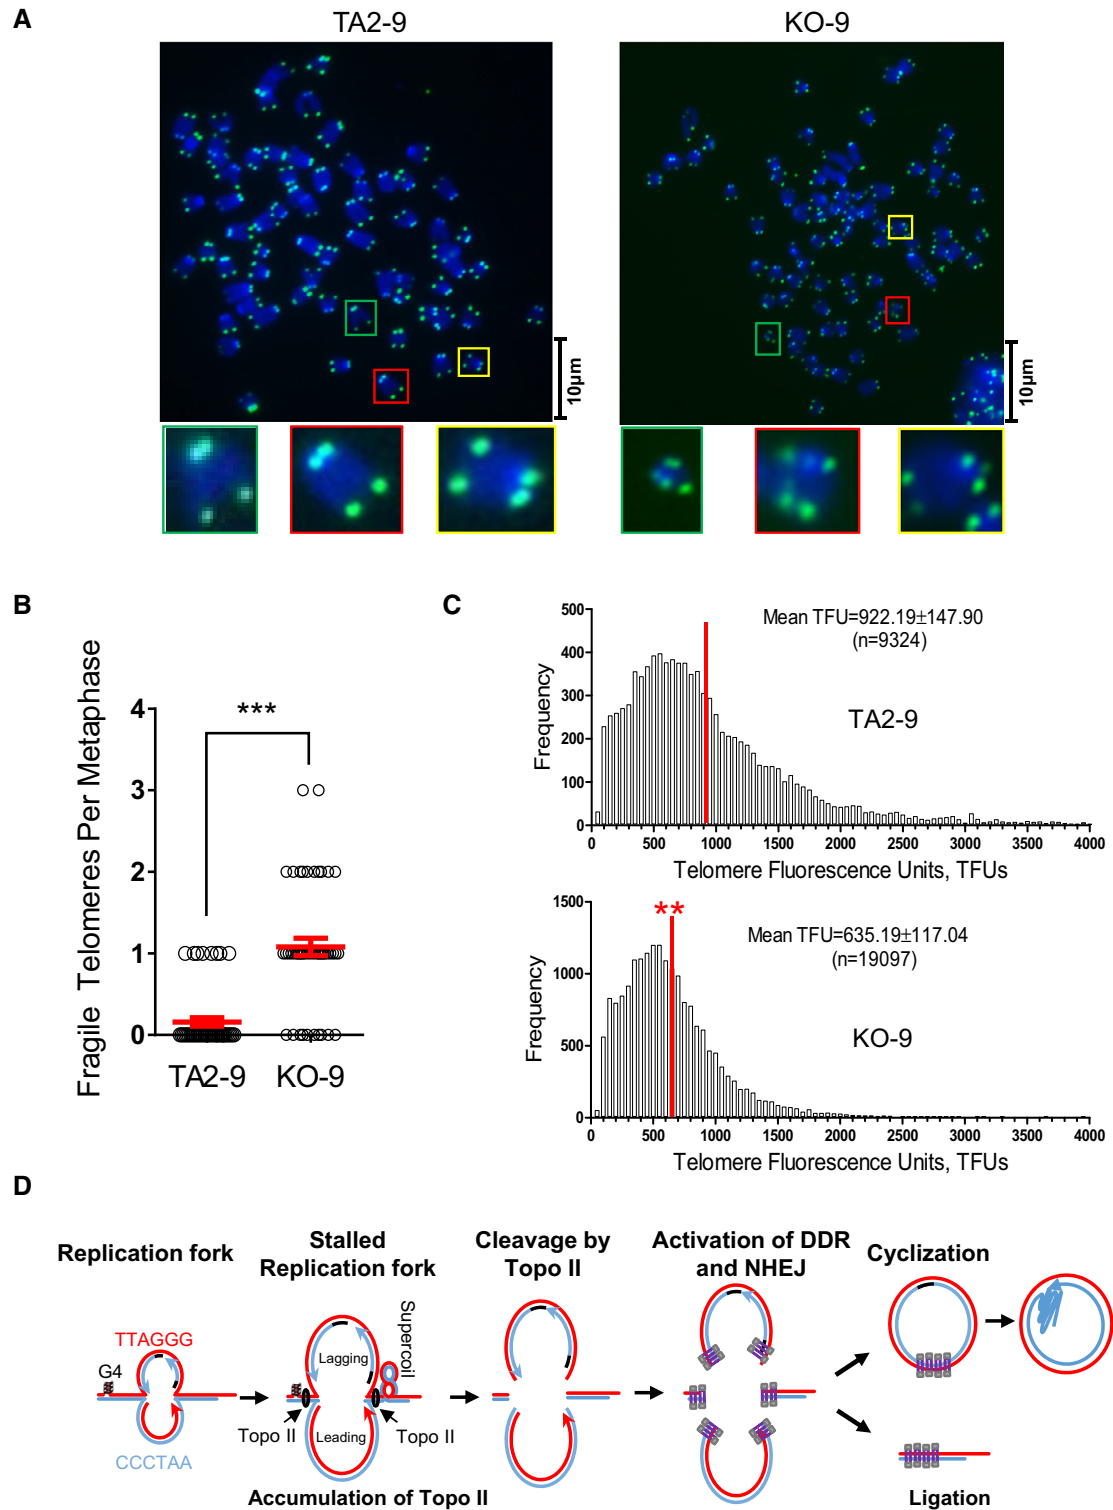 A
TA2-9
KO-9
10μm
10μm
B
Fragile Telomeres Per Metaphase
4
3
2
1
0
***
TA2-9
KO-9
C
Frequency
500
400
300
200
100
0
Mean TFU=922.19±147.90
(n=9324)
TA2-9
0 500 1000 1500 2000 2500 3000 3500 4000
Telomere Fluorescence Units, TFUs
Frequency
1500
1000
500
0
**
Mean TFU=635.19±117.04
(n=19097)
KO-9
0 500 1000 1500 2000 2500 3000 3500 4000
Telomere Fluorescence Units, TFUs
D
Replication fork
TTAGGG
G4
CCCTAA
Stalled
Replication fork
Supercoil
Lagging
Leading
Topo II
Topo II
Accumulation of Topo II
Cleavage by
Topo II
Activation of DDR
and NHEJ
Cyclization
Ligation